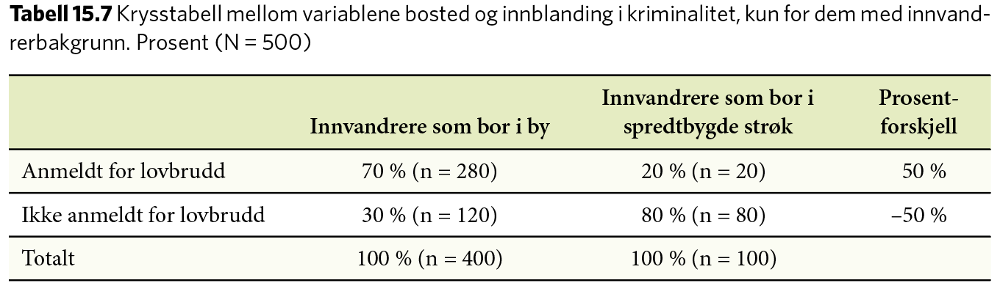 Tabell 15.7 Krysstabell mellom variablene bosted og innblanding i kriminalitet, kun for dem med innvand-
rerbakgrunn. Prosent (N = 500)
Innvandrere som bor i by
Innvandrere som bor i
spredtbygde strøk
Prosent-
forskjell
Anmeldt for lovbrudd 70 % (n = 280) 20 % (n = 20) 50 %
Ikke anmeldt for lovbrudd 30 % (n = 120) 80 % (n = 80) –50 %
Totalt 100 % (n = 400) 100 % (n = 100)